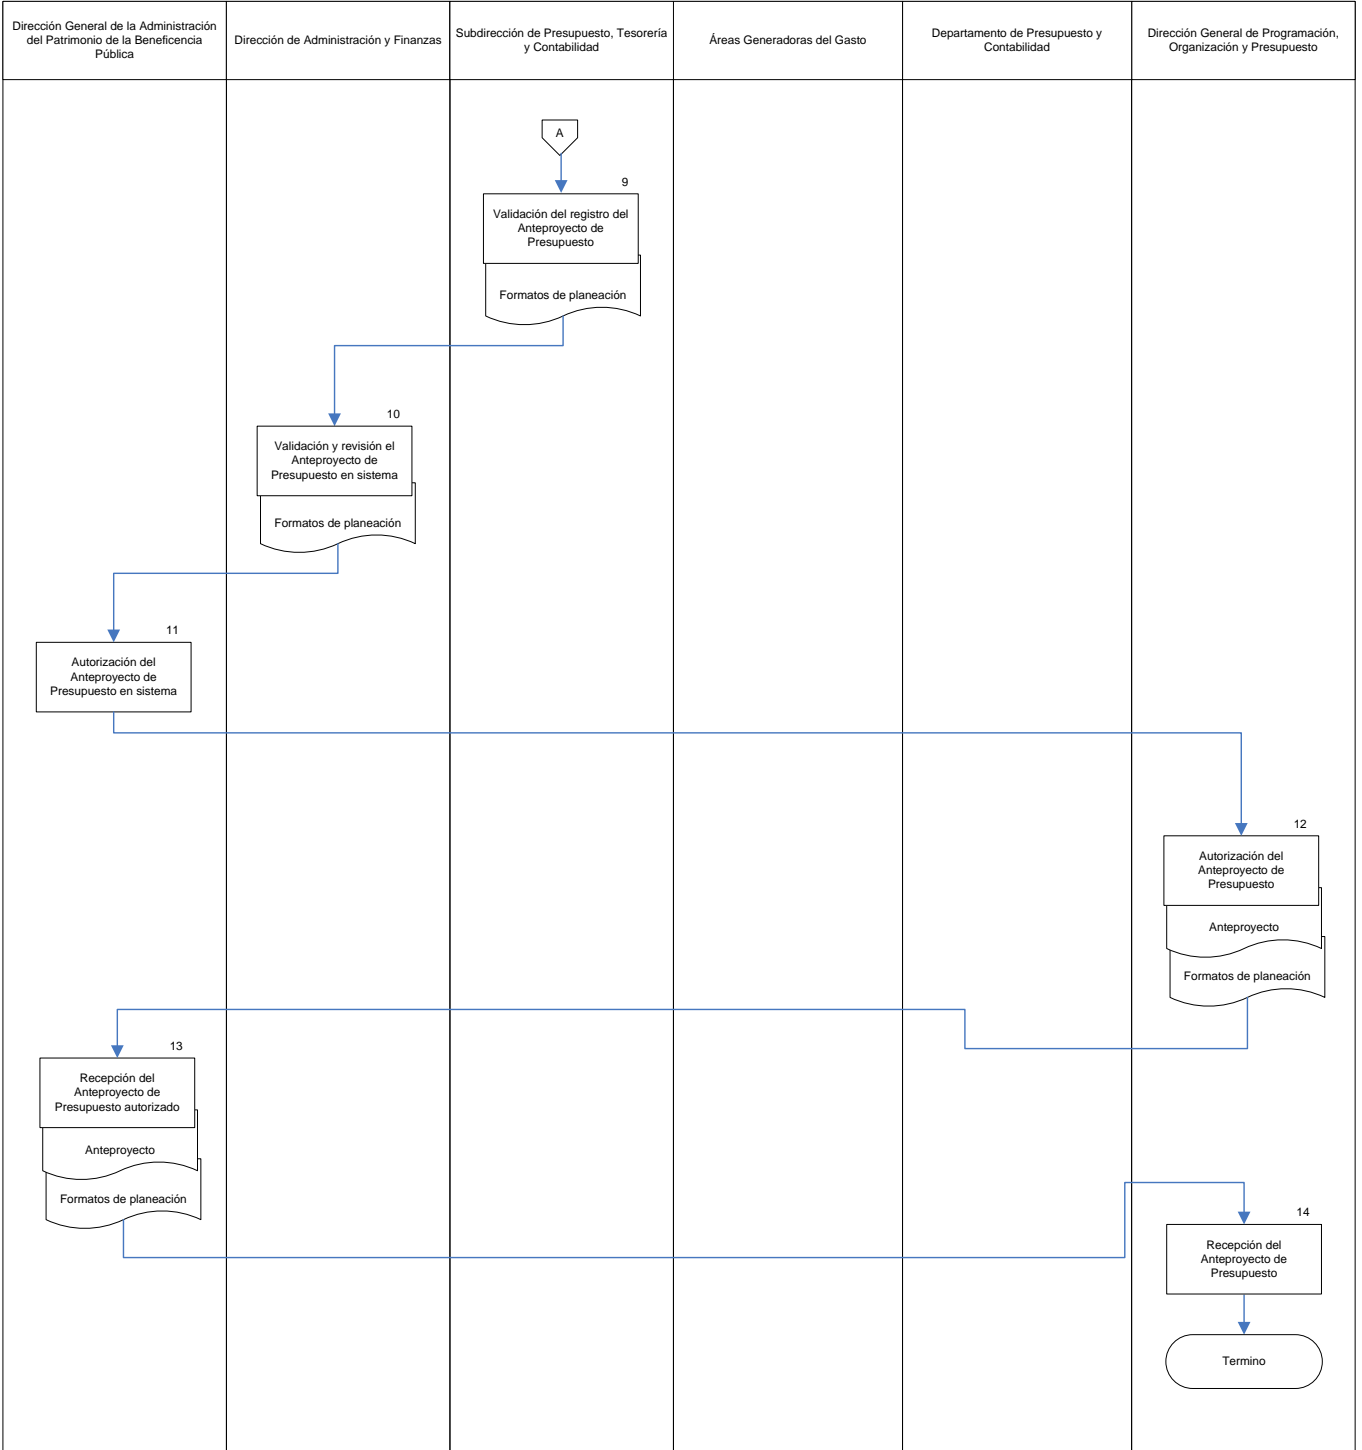 Dirección General de la Administración
del Patrimonio de la Beneficencia
Pública
Dirección de Administración y Finanzas
Subdirección de Presupuesto, Tesorería
y Contabilidad
Áreas Generadoras del Gasto
Departamento de Presupuesto y
Contabilidad
Dirección General de Programación,
Organización y Presupuesto
A
9
Validación del registro del
Anteproyecto de
Presupuesto
Formatos de planeación
10
Validación y revisión el
Anteproyecto de
Presupuesto en sistema
Formatos de planeación
11
Autorización del
Anteproyecto de
Presupuesto en sistema
12
Autorización del
Anteproyecto de
Presupuesto
Anteproyecto
Formatos de planeación
13
Recepción del
Anteproyecto de
Presupuesto autorizado
Anteproyecto
Formatos de planeación
14
Recepción del
Anteproyecto de
Presupuesto
Termino